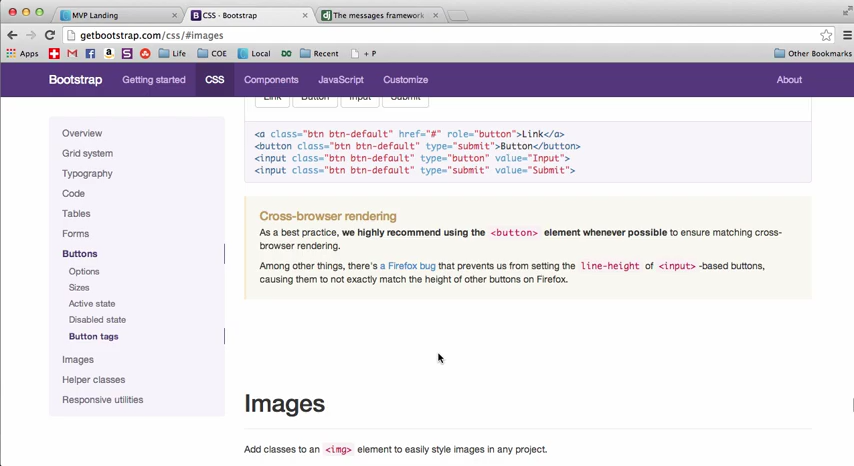 MVP Landing
CSS · Bootstrap
The messages framework
getbootstrap.com/css/#images
Apps
Life
COE
Local
Recent
+ P
Other Bookmarks
Bootstrap
Getting started
CSS
Components
JavaScript
Customize
About
Link
Button
Input
Submit
Overview
Grid system
Typography
Code
Tables
Forms
Buttons
Options
Sizes
Active state
Disabled state
Button tags
Images
Helper classes
Responsive utilities
<a class="btn btn-default" href="#" role="button">Link</a>
<button class="btn btn-default" type="submit">Button</button>
<input class="btn btn-default" type="button" value="Input">
<input class="btn btn-default" type="submit" value="Submit">
Cross-browser rendering
As a best practice, we highly recommend using the <button> element whenever possible to ensure matching cross-
browser rendering.
Among other things, there's a Firefox bug that prevents us from setting the line-height of <input> -based buttons,
causing them to not exactly match the height of other buttons on Firefox.
Images
Add classes to an <img> element to easily style images in any project.